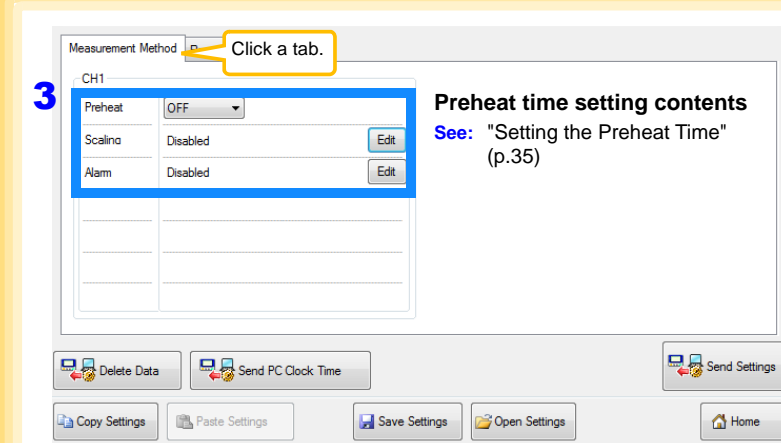 Measurement Method
Click a tab.
3
CH1
Preheat OFF
Scaling Disabled Edit
Alarm Disabled Edit
Preheat time setting contents
See: "Setting the Preheat Time"
(p.35)
Delete Data
Send PC Clock Time
Send Settings
Copy Settings
Paste Settings
Save Settings
Open Settings
Home